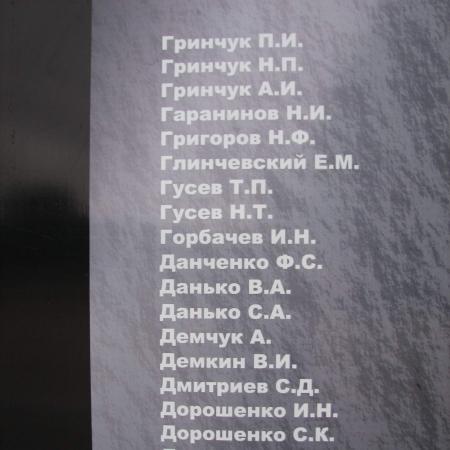 Гринчук П.И.
Гринчук Н.П.
Гринчук А.И.
Гаранинов Н.И.
Григоров Н.Ф.
Глинчевский Е.М.
Гусев Т.П.
Гусев Н.Т.
Горбачев И.Н.
Данченко Ф.С.
Данько В.А.
Данько С.А.
Демчук А.
Демкин В.И.
Дмитриев С.Д.
Дорошенко И.Н.
Дорошенко С.К.